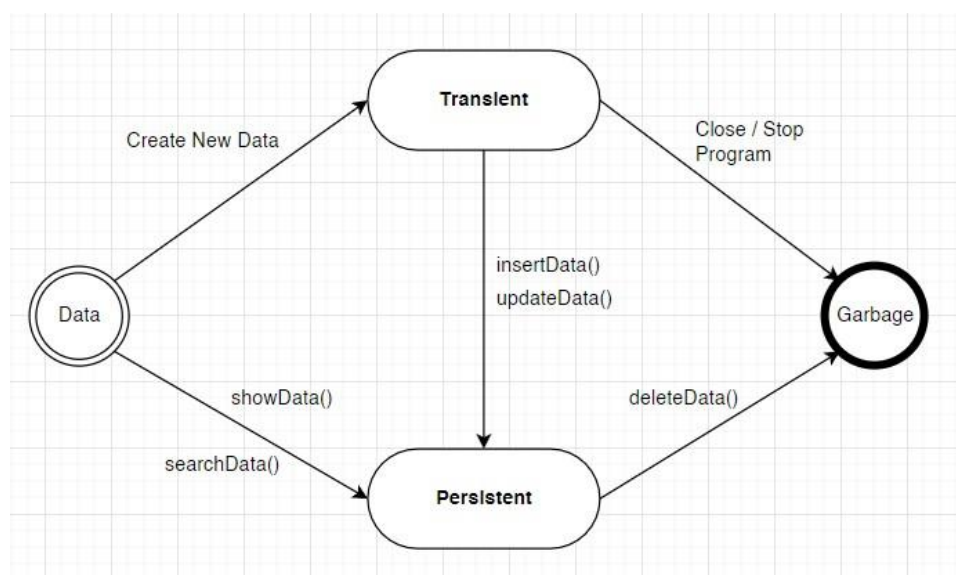 Transient
Create New Data
Close / Stop
Program
insertData()
updateData()
Data
Garbage
showData()
searchData()
deleteData()
Persistent